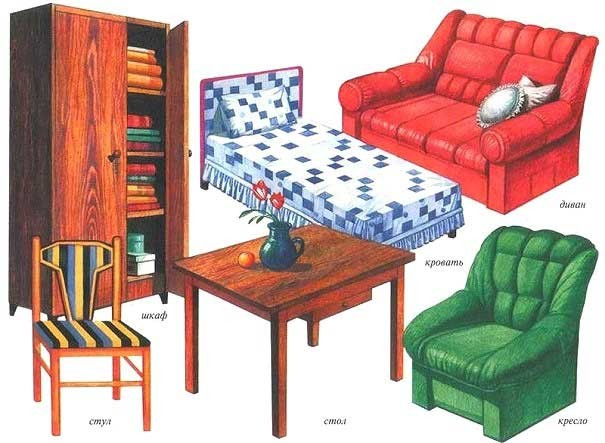 диван
кровать
шкаф
стул
стол
кресло